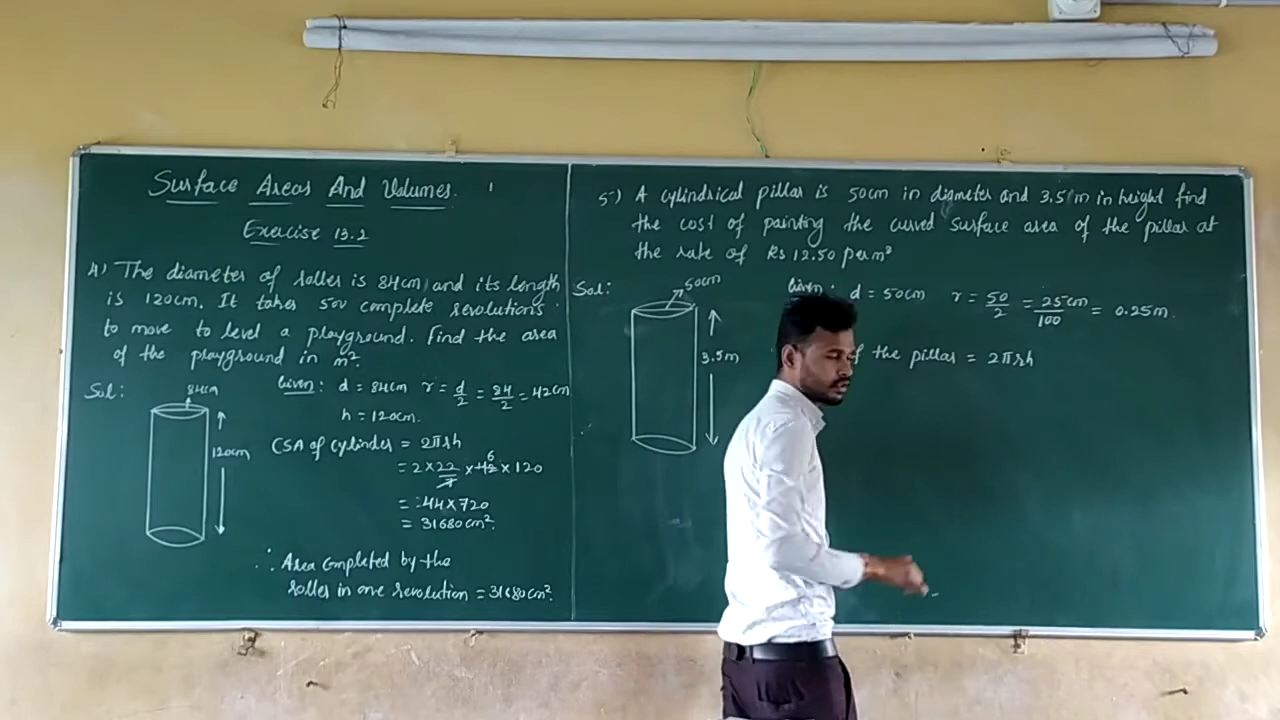 Surface Areas And Volumes.
Exercise 13.2
4) The diameter of roller is 84cm and its length
is 120cm. It takes 500 complete revolutions
to move to level a playground. Find the area
of the playground in m².
Sol:
84cm
120cm
Given: d = 84cm r = d/2 = 84/2 = 42cm
h = 120cm.
CSA of cylinder = 2πrh
= 2 × 22/7 × 42 6 × 120
= 44 × 720
= 31680 cm².
∴ Area completed by the
roller in one revolution = 31680cm².
5) A cylindrical pillar is 50cm in diameter and 3.5m in height find
the cost of painting the curved surface area of the pillar at
the rate of Rs 12.50 per m²
Sol:
50cm
3.5m
Given: d = 50cm r = 50/2 = 25cm/100 = 0.25m.
the pillar = 2πrh